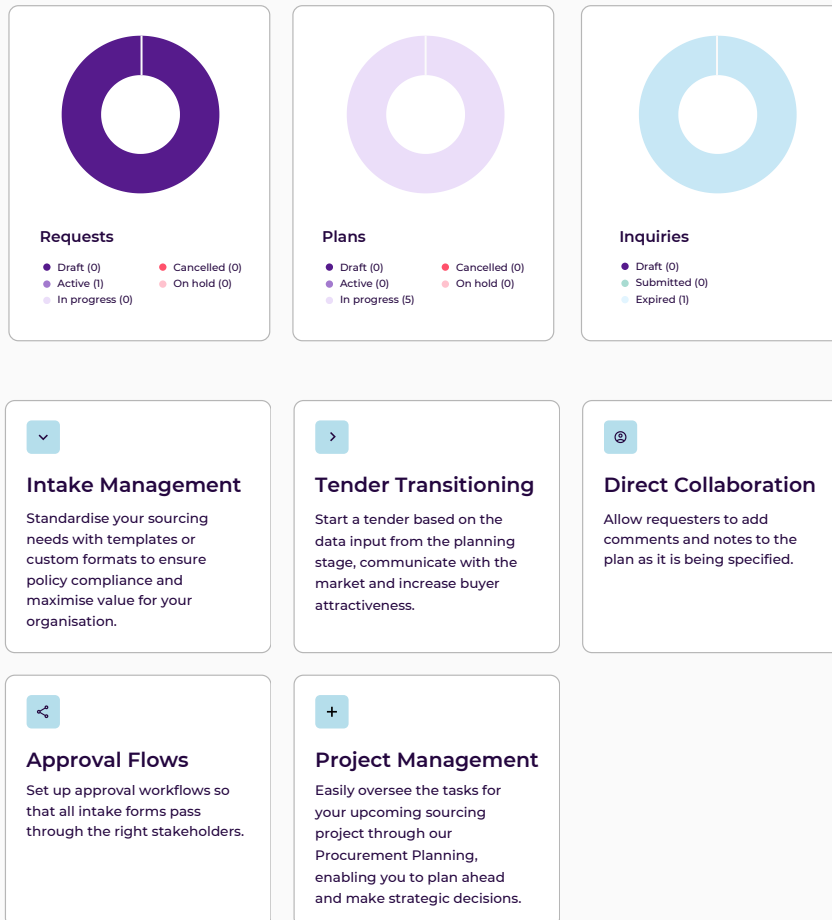 Requests
Draft (0)
Active (1)
In progress (0)
Cancelled (0)
On hold (0)
Plans
Draft (0)
Active (0)
In progress (5)
Cancelled (0)
On hold (0)
Inquiries
Draft (0)
Submitted (0)
Expired (1)
Intake Management
Standardise your sourcing
needs with templates or
custom formats to ensure
policy compliance and
maximise value for your
organisation.
Tender Transitioning
Start a tender based on the
data input from the planning
stage, communicate with the
market and increase buyer
attractiveness.
Direct Collaboration
Allow requesters to add
comments and notes to the
plan as it is being specified.
Approval Flows
Set up approval workflows so
that all intake forms pass
through the right stakeholders.
Project Management
Easily oversee the tasks for
your upcoming sourcing
project through our
Procurement Planning,
enabling you to plan ahead
and make strategic decisions.